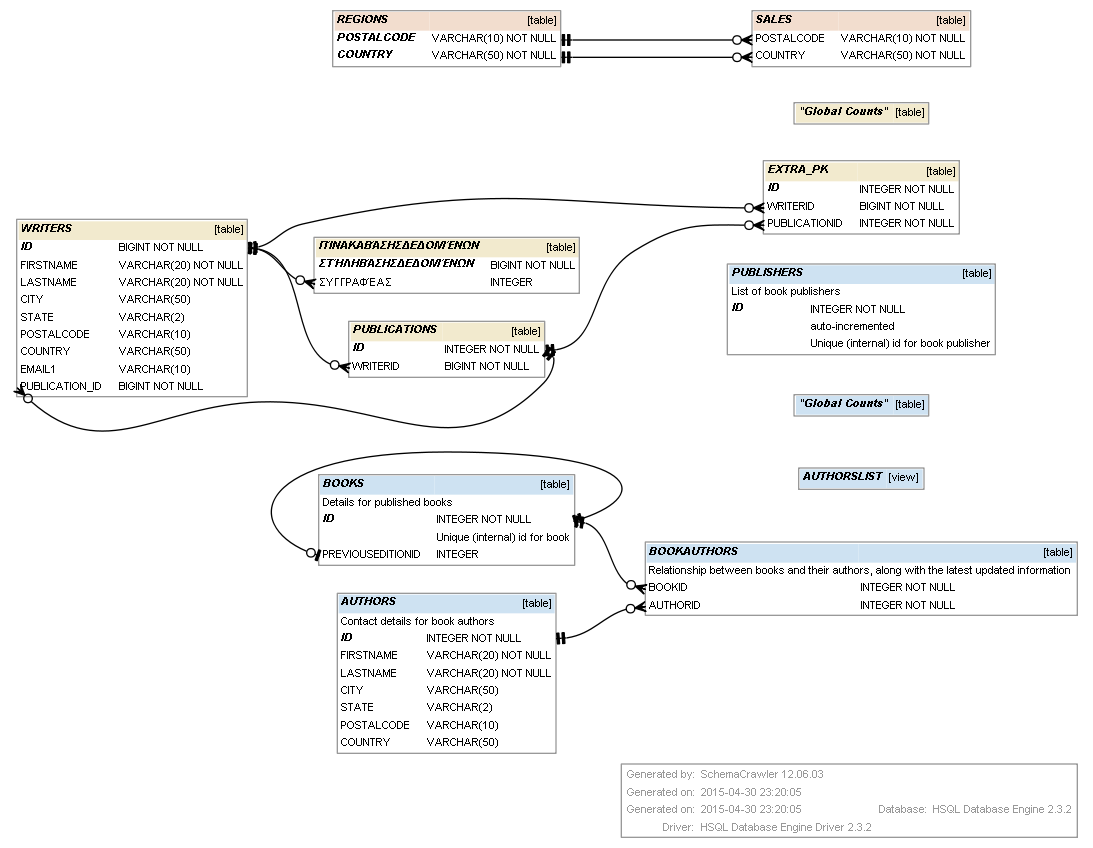 REGIONS [table]
POSTALCODE VARCHAR(10) NOT NULL
COUNTRY VARCHAR(50) NOT NULL
SALES [table]
POSTALCODE VARCHAR(10) NOT NULL
COUNTRY VARCHAR(50) NOT NULL
"Global Counts" [table]
EXTRA_PK [table]
ID INTEGER NOT NULL
WRITERID BIGINT NOT NULL
PUBLICATIONID INTEGER NOT NULL
WRITERS [table]
ID BIGINT NOT NULL
FIRSTNAME VARCHAR(20) NOT NULL
LASTNAME VARCHAR(20) NOT NULL
CITY VARCHAR(50)
STATE VARCHAR(2)
POSTALCODE VARCHAR(10)
COUNTRY VARCHAR(50)
EMAIL1 VARCHAR(10)
PUBLICATION_ID BIGINT NOT NULL
ΠΊΝΑΚΑΒΆΣΗΣΔΕΔΟΜΈΝΩΝ [table]
ΣΤΉΛΗΒΆΣΗΣΔΕΔΟΜΈΝΩΝ BIGINT NOT NULL
ΣΥΓΓΡΑΦΈΑΣ INTEGER
PUBLICATIONS [table]
ID INTEGER NOT NULL
WRITERID BIGINT NOT NULL
PUBLISHERS [table]
List of book publishers
ID INTEGER NOT NULL
auto-incremented
Unique (internal) id for book publisher
"Global Counts" [table]
AUTHORSLIST [view]
BOOKS [table]
Details for published books
ID INTEGER NOT NULL
Unique (internal) id for book
PREVIOUSEDITIONID INTEGER
BOOKAUTHORS [table]
Relationship between books and their authors, along with the latest updated information
BOOKID INTEGER NOT NULL
AUTHORID INTEGER NOT NULL
AUTHORS [table]
Contact details for book authors
ID INTEGER NOT NULL
FIRSTNAME VARCHAR(20) NOT NULL
LASTNAME VARCHAR(20) NOT NULL
CITY VARCHAR(50)
STATE VARCHAR(2)
POSTALCODE VARCHAR(10)
COUNTRY VARCHAR(50)
Generated by: SchemaCrawler 12.06.03
Generated on: 2015-04-30 23:20:05
Generated on: 2015-04-30 23:20:05 Database: HSQL Database Engine 2.3.2
Driver: HSQL Database Engine Driver 2.3.2